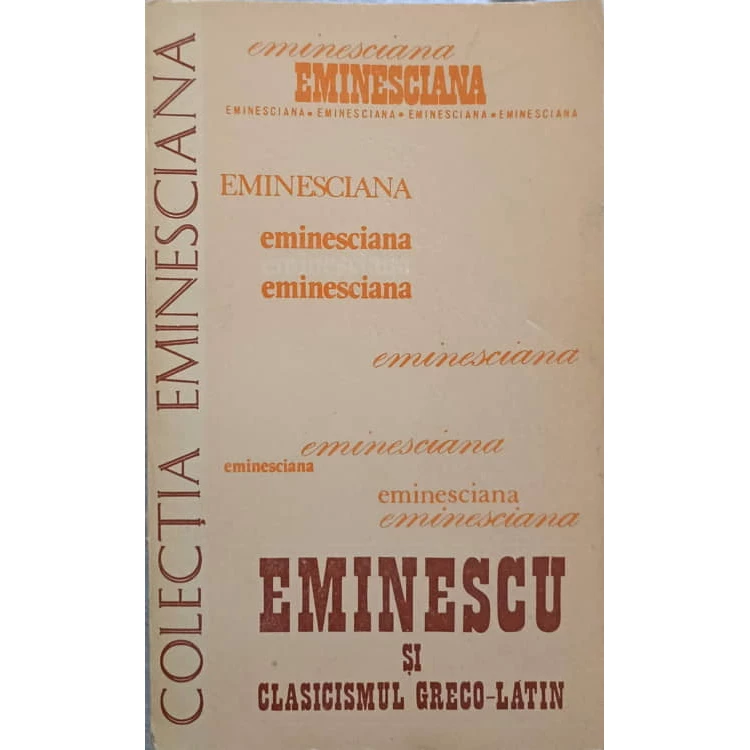 COLECȚIA EMINESCIANA
eminesciana
EMINESCIANA
EMINESCIANA • EMINESCIANA • EMINESCIANA • EMINESCIANA
EMINESCIANA
eminesciana
eminesciana
eminesciana
eminesciana
eminesciana
eminesciana
eminesciana
EMINESCU
ȘI
CLASICISMUL GRECO-LATIN